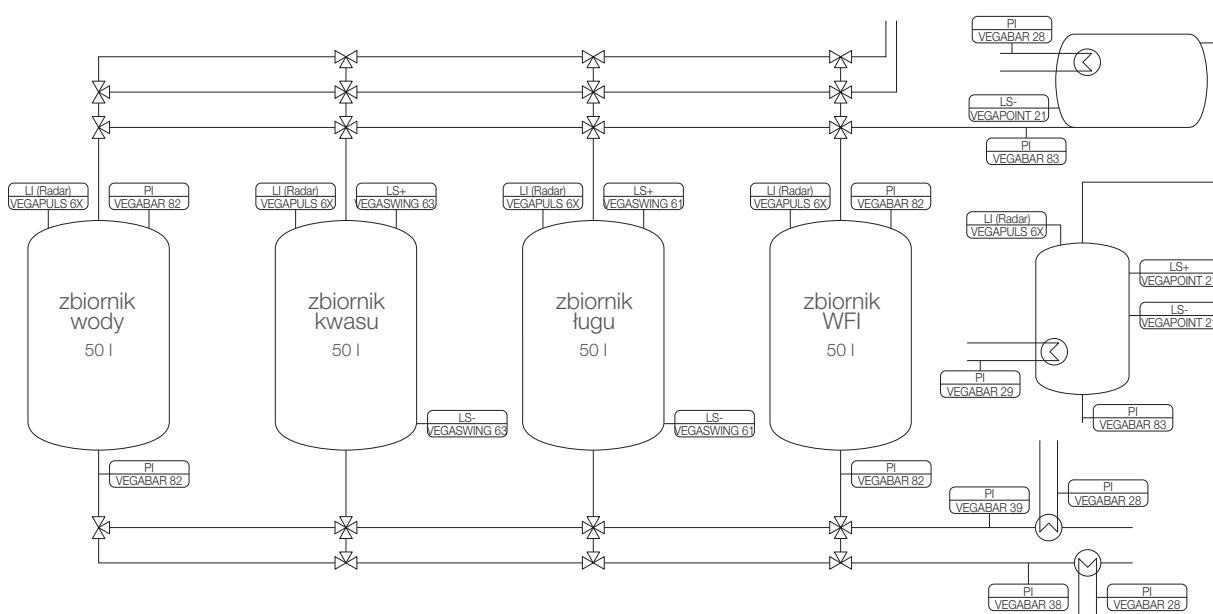 PI
VEGABAR 28
LS-
VEGAPOINT 21
PI
VEGABAR 83
LI (Radar)
VEGAPULS 6X
PI
VEGABAR 82
LI (Radar)
VEGAPULS 6X
LS+
VEGASWING 63
LI (Radar)
VEGAPULS 6X
LS+
VEGASWING 61
LI (Radar)
VEGAPULS 6X
PI
VEGABAR 82
LI (Radar)
VEGAPULS 6X
LS+
VEGAPOINT 21
LS-
VEGAPOINT 21
zbiornik
wody
50 l
zbiornik
kwasu
50 l
zbiornik
ługu
50 l
zbiornik
WFI
50 l
PI
VEGABAR 29
LS-
VEGASWING 63
LS-
VEGASWING 61
PI
VEGABAR 83
PI
VEGABAR 82
PI
VEGABAR 82
PI
VEGABAR 39
PI
VEGABAR 28
PI
VEGABAR 38
PI
VEGABAR 28